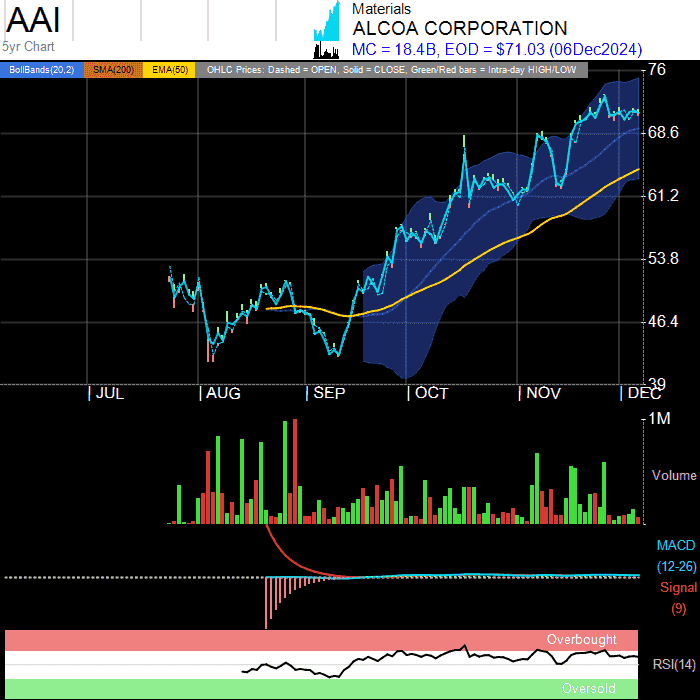 AAI
5yr Chart
Materials
ALCOA CORPORATION
MC = 18.4B, EOD = $71.03 (06Dec2024)
BollBands(20,2) SMA(200) EMA(50) OHLC Prices: Dashed = OPEN, Solid = CLOSE, Green/Red bars = Intra-day HIGH/LOW
76
68.6
61.2
53.8
46.4
39
JUL AUG SEP OCT NOV DEC
1M
Volume
MACD
(12-26)
Signal
(9)
Overbought
RSI(14)
Oversold